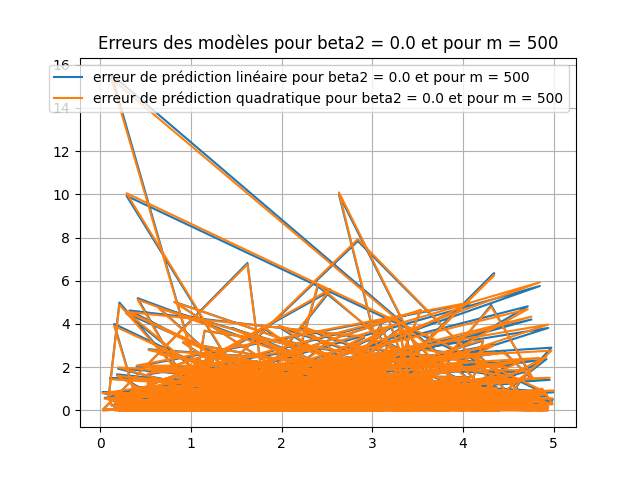 Erreurs des modèles pour beta2 = 0.0 et pour m = 500
erreur de prédiction linéaire pour beta2 = 0.0 et pour m = 500
erreur de prédiction quadratique pour beta2 = 0.0 et pour m = 500
16
14
12
10
8
6
4
2
0
0 1 2 3 4 5